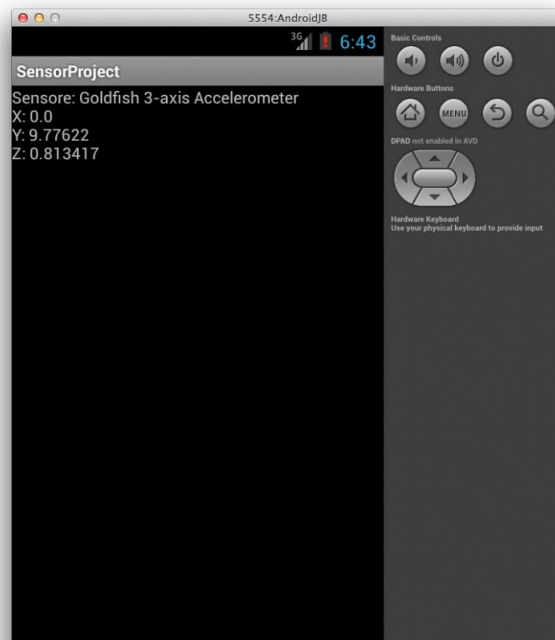 5554:AndroidJB
3G
6:43
SensorProject
Sensore: Goldfish 3-axis Accelerometer
X: 0.0
Y: 9.77622
Z: 0.813417
Basic Controls
Hardware Buttons
MENU
DPAD not enabled in AVD
Hardware Keyboard
Use your physical keyboard to provide input